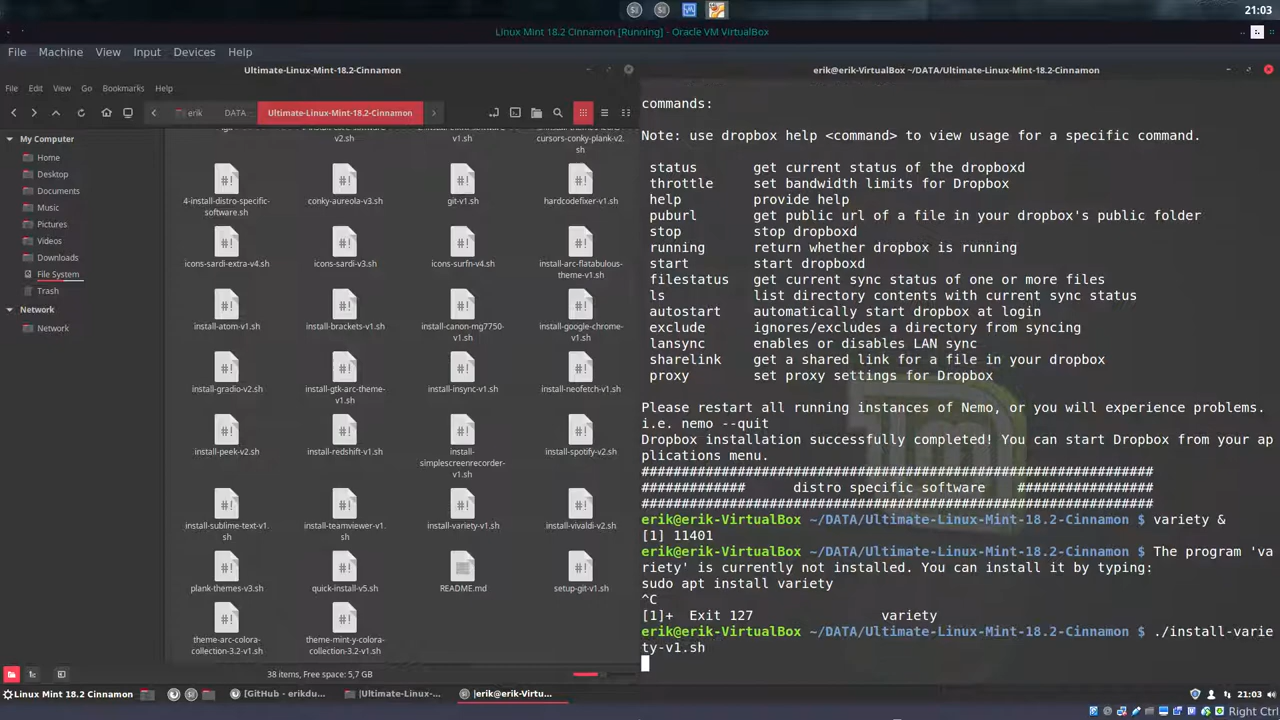 21:03
Linux Mint 18.2 Cinnamon [Running] - Oracle VM VirtualBox
File Machine View Input Devices Help
Ultimate-Linux-Mint-18.2-Cinnamon
File Edit View Go Bookmarks Help
erik DATA Ultimate-Linux-Mint-18.2-Cinnamon
My Computer
Home
Desktop
Documents
Music
Pictures
Videos
Downloads
File System
Trash
Network
Network
v2.sh
v1.sh
cursors-conky-plank-v2.
sh
4-install-distro-specific-
software.sh
conky-aureola-v3.sh
git-v1.sh
hardcodefixer-v1.sh
icons-sardi-extra-v4.sh
icons-sardi-v3.sh
icons-surfn-v4.sh
install-arc-flatabulous-
theme-v1.sh
install-atom-v1.sh
install-brackets-v1.sh
install-canon-mg7750-
v1.sh
install-google-chrome-
v1.sh
install-gradio-v2.sh
install-gtk-arc-theme-
v1.sh
install-insync-v1.sh
install-neofetch-v1.sh
install-peek-v2.sh
install-redshift-v1.sh
install-
simplescreenrecorder-
v1.sh
install-spotify-v2.sh
install-sublime-text-v1.
sh
install-teamviewer-v1.
sh
install-variety-v1.sh
install-vivaldi-v2.sh
plank-themes-v3.sh
quick-install-v5.sh
README.md
setup-git-v1.sh
theme-arc-colora-
collection-3.2-v1.sh
theme-mint-y-colora-
collection-3.2-v1.sh
38 items, Free space: 5,7 GB
erik@erik-VirtualBox ~/DATA/Ultimate-Linux-Mint-18.2-Cinnamon
commands:
Note: use dropbox help <command> to view usage for a specific command.
status get current status of the dropboxd
throttle set bandwidth limits for Dropbox
help provide help
puburl get public url of a file in your dropbox's public folder
stop stop dropboxd
running return whether dropbox is running
start start dropboxd
filestatus get current sync status of one or more files
ls list directory contents with current sync status
autostart automatically start dropbox at login
exclude ignores/excludes a directory from syncing
lansync enables or disables LAN sync
sharelink get a shared link for a file in your dropbox
proxy set proxy settings for Dropbox
Please restart all running instances of Nemo, or you will experience problems.
i.e. nemo --quit
Dropbox installation successfully completed! You can start Dropbox from your ap
plications menu.
################################################################
############# distro specific software #################
################################################################
erik@erik-VirtualBox ~/DATA/Ultimate-Linux-Mint-18.2-Cinnamon $ variety &
[1] 11401
erik@erik-VirtualBox ~/DATA/Ultimate-Linux-Mint-18.2-Cinnamon $ The program 'va
riety' is currently not installed. You can install it by typing:
sudo apt install variety
^C
[1]+ Exit 127 variety
erik@erik-VirtualBox ~/DATA/Ultimate-Linux-Mint-18.2-Cinnamon $ ./install-varie
ty-v1.sh
Linux Mint 18.2 Cinnamon
[GitHub - erikdu...
|Ultimate-Linux-...
|erik@erik-Virtu...
21:03
Right Ctrl